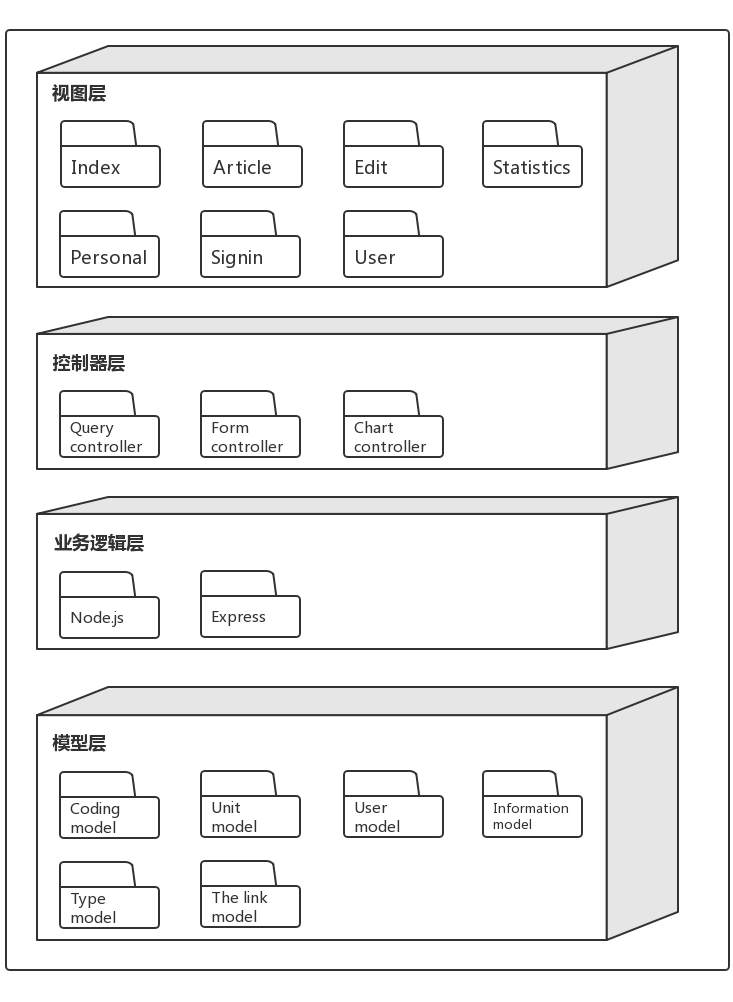 视图层
Index
Article
Edit
Statistics
Personal
Signin
User
控制器层
Query
controller
Form
controller
Chart
controller
业务逻辑层
Node.js
Express
模型层
Coding
model
Unit
model
User
model
Information
model
Type
model
The link
model